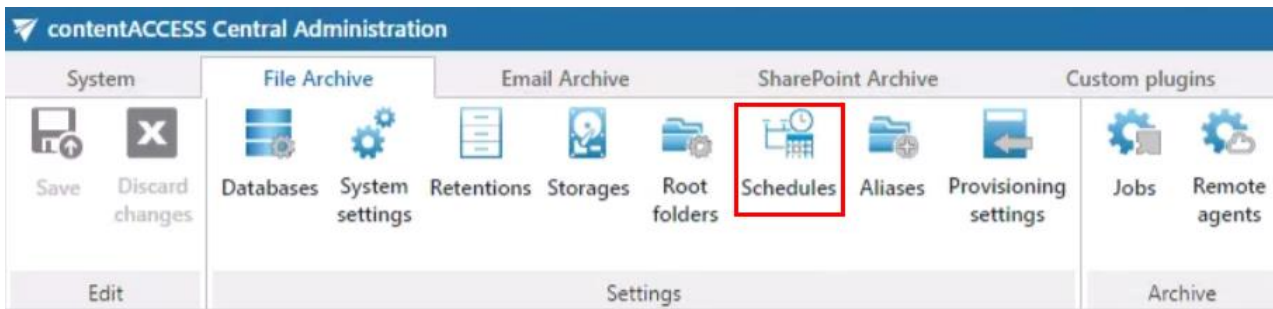 contentACCESS Central Administration
System File Archive Email Archive SharePoint Archive Custom plugins
Save Discard changes Databases System settings Retentions Storages Root folders Schedules Aliases Provisioning settings Jobs Remote agents
Edit Settings Archive